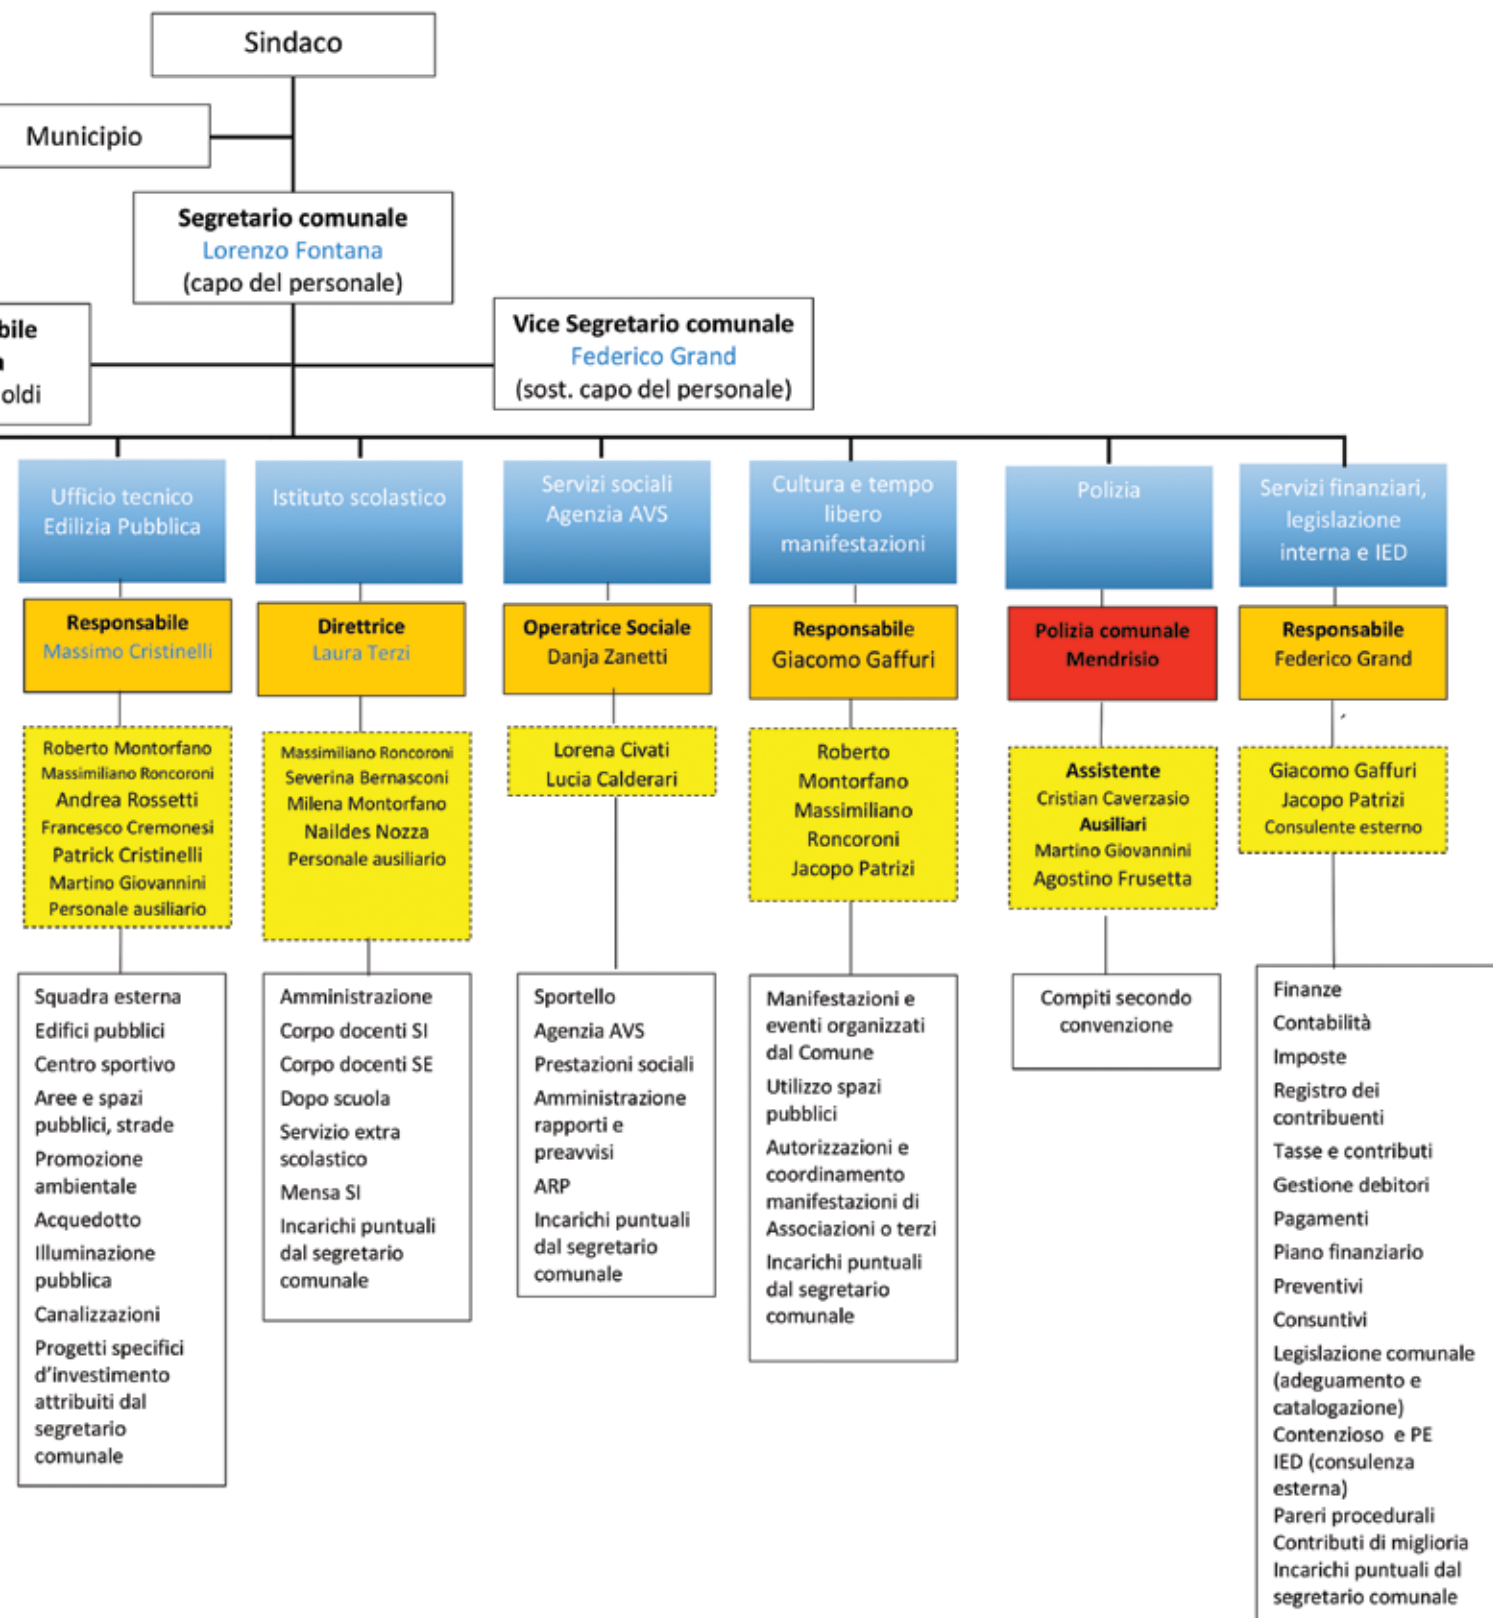 Sindaco
Municipio
Segretario comunale
Lorenzo Fontana
(capo del personale)
Vice Segretario comunale
Federico Grand
(sost. capo del personale)
Ufficio tecnico
Edilizia Pubblica
Responsabile
Massimo Cristinelli
Roberto Montorfano
Massimiliano Roncoroni
Andrea Rossetti
Francesco Cremonesi
Patrick Cristinelli
Martino Giovannini
Personale ausiliario
Squadra esterna
Edifici pubblici
Centro sportivo
Aree e spazi
pubblici, strade
Promozione
ambientale
Acquedotto
Illuminazione
pubblica
Canalizzazioni
Progetti specifici
d'investimento
attribuiti dal
segretario
comunale
Istituto scolastico
Direttrice
Laura Terzi
Massimiliano Roncoroni
Severina Bernasconi
Milena Montorfano
Naildes Nozza
Personale ausiliario
Amministrazione
Corpo docenti SI
Corpo docenti SE
Dopo scuola
Servizio extra
scolastico
Mensa SI
Incarichi puntuali
dal segretario
comunale
Servizi sociali
Agenzia AVS
Operatrice Sociale
Danja Zanetti
Lorena Civati
Lucia Calderari
Sportello
Agenzia AVS
Prestazioni sociali
Amministrazione
rapporti e
preavvisi
ARP
Incarichi puntuali
dal segretario
comunale
Cultura e tempo
libero
manifestazioni
Responsabile
Giacomo Gaffuri
Roberto
Montorfano
Massimiliano
Roncoroni
Jacopo Patrizi
Manifestazioni e
eventi organizzati
dal Comune
Utilizzo spazi
pubblici
Autorizzazioni e
coordinamento
manifestazioni di
Associazioni o terzi
Incarichi puntuali
dal segretario
comunale
Polizia
Polizia comunale
Mendrisio
Assistente
Cristian Caverzasio
Ausiliari
Martino Giovannini
Agostino Frusetta
Compiti secondo
convenzione
Servizi finanziari,
legislazione
interna e IED
Responsabile
Federico Grand
Giacomo Gaffuri
Jacopo Patrizi
Consulente esterno
Finanze
Contabilità
Imposte
Registro dei
contribuenti
Tasse e contributi
Gestione debitori
Pagamenti
Piano finanziario
Preventivi
Consuntivi
Legislazione comunale
(adeguamento e
catalogazione)
Contenzioso e PE
IED (consulenza
esterna)
Pareri procedurali
Contributi di miglioria
Incarichi puntuali dal
segretario comunale